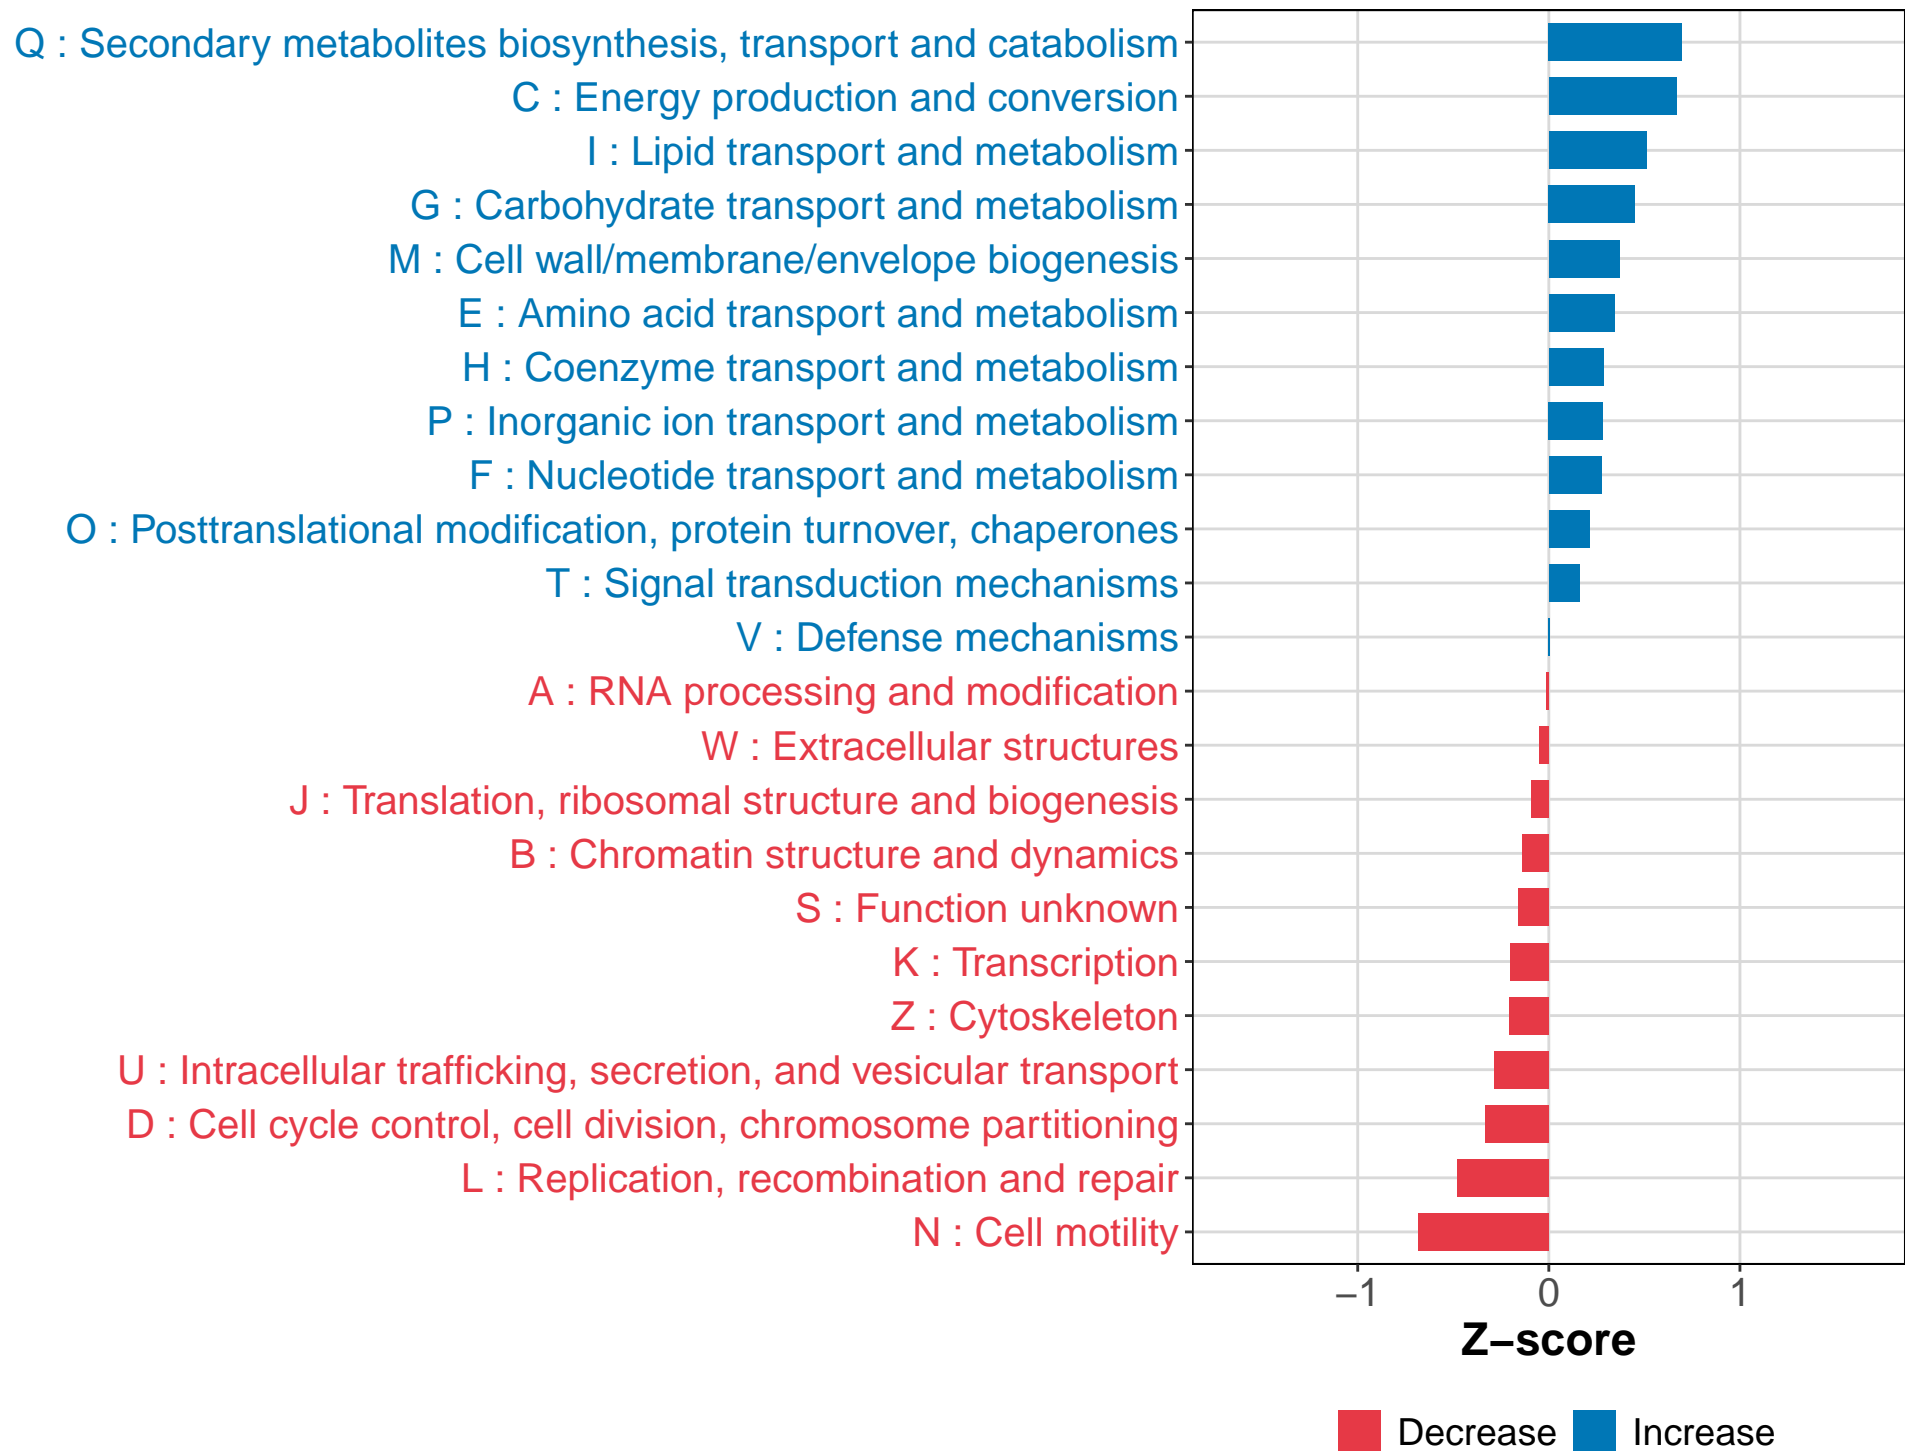 Q : Secondary metabolites biosynthesis, transport and catabolism
C : Energy production and conversion
I : Lipid transport and metabolism
G : Carbohydrate transport and metabolism
M : Cell wall/membrane/envelope biogenesis
E : Amino acid transport and metabolism
H : Coenzyme transport and metabolism
P : Inorganic ion transport and metabolism
F : Nucleotide transport and metabolism
O : Posttranslational modification, protein turnover, chaperones
T : Signal transduction mechanisms
V : Defense mechanisms
A : RNA processing and modification
W : Extracellular structures
J : Translation, ribosomal structure and biogenesis
B : Chromatin structure and dynamics
S : Function unknown
K : Transcription
Z : Cytoskeleton
U : Intracellular trafficking, secretion, and vesicular transport
D : Cell cycle control, cell division, chromosome partitioning
L : Replication, recombination and repair
N : Cell motility
−1 0 1
Z−score
Decrease Increase